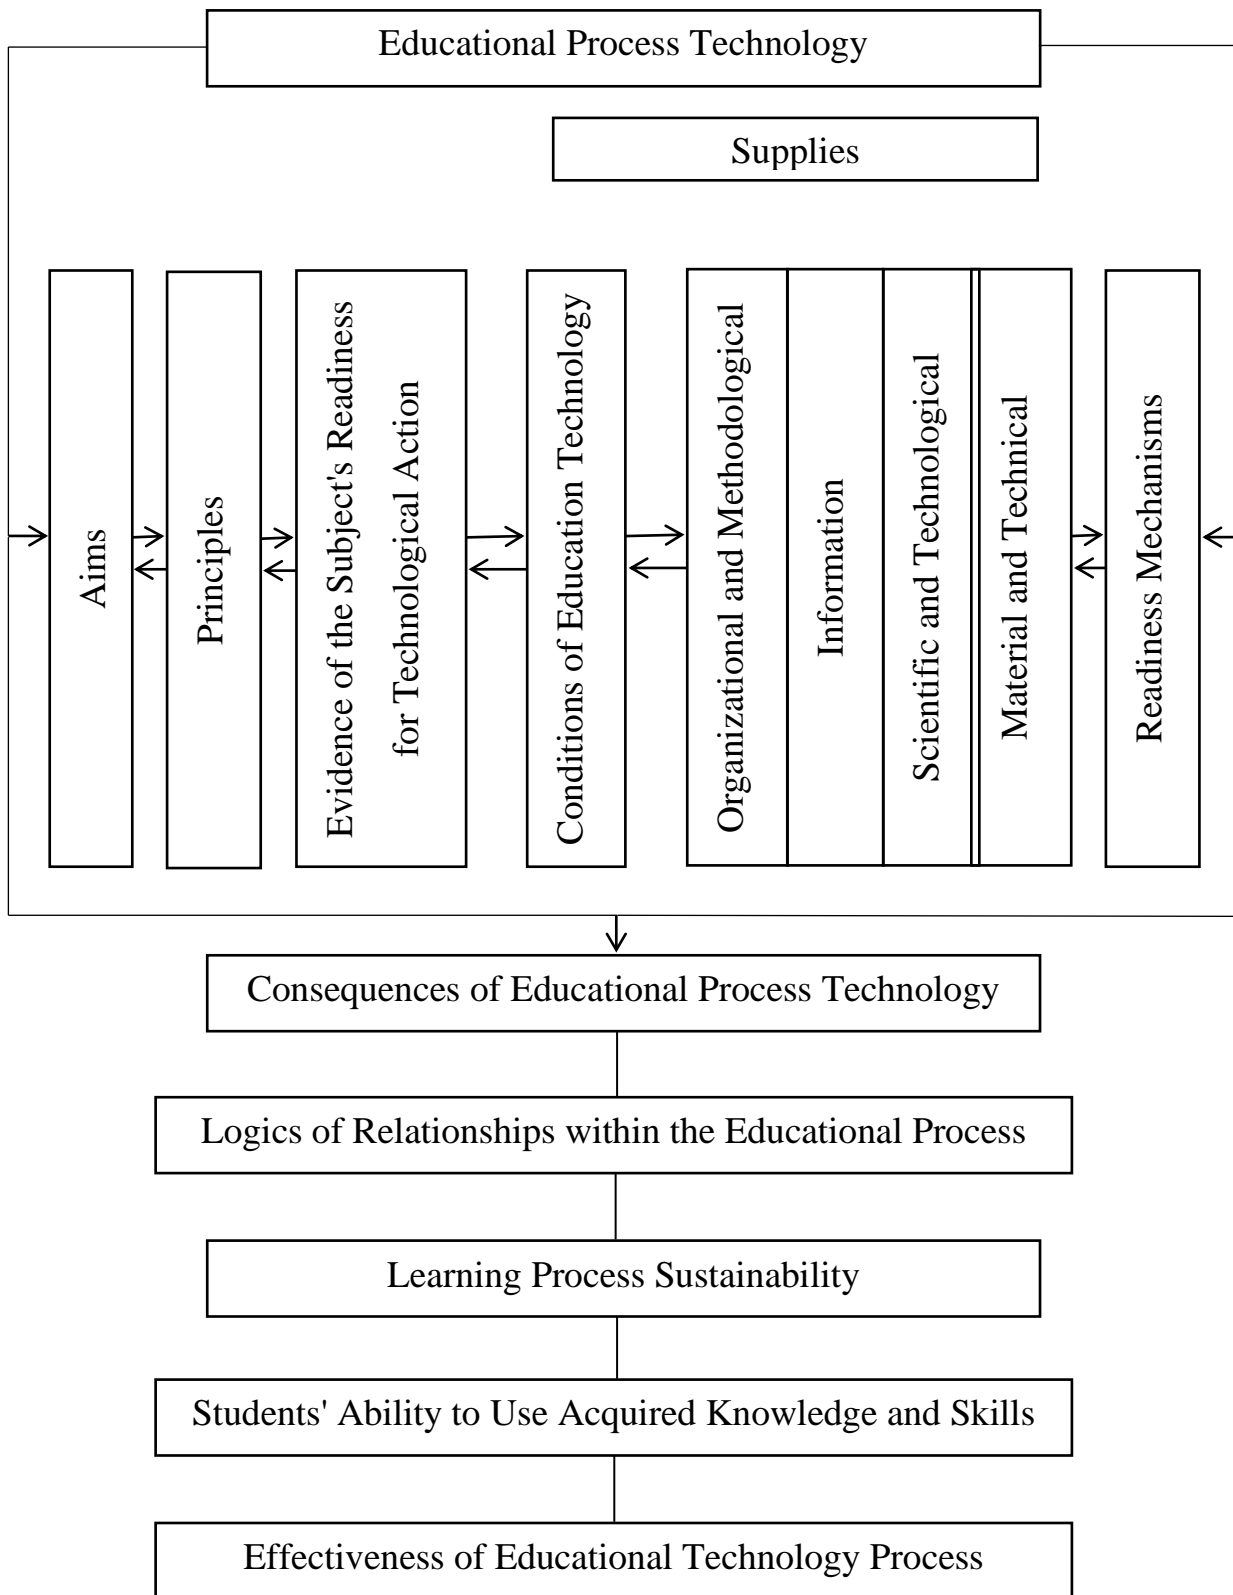 Educational Process Technology
Supplies
Aims
Principles
Evidence of the Subject's Readiness
for Technological Action
Conditions of Education Technology
Organizational and Methodological
Information
Scientific and Technological
Material and Technical
Readiness Mechanisms
Consequences of Educational Process Technology
Logics of Relationships within the Educational Process
Learning Process Sustainability
Students' Ability to Use Acquired Knowledge and Skills
Effectiveness of Educational Technology Process